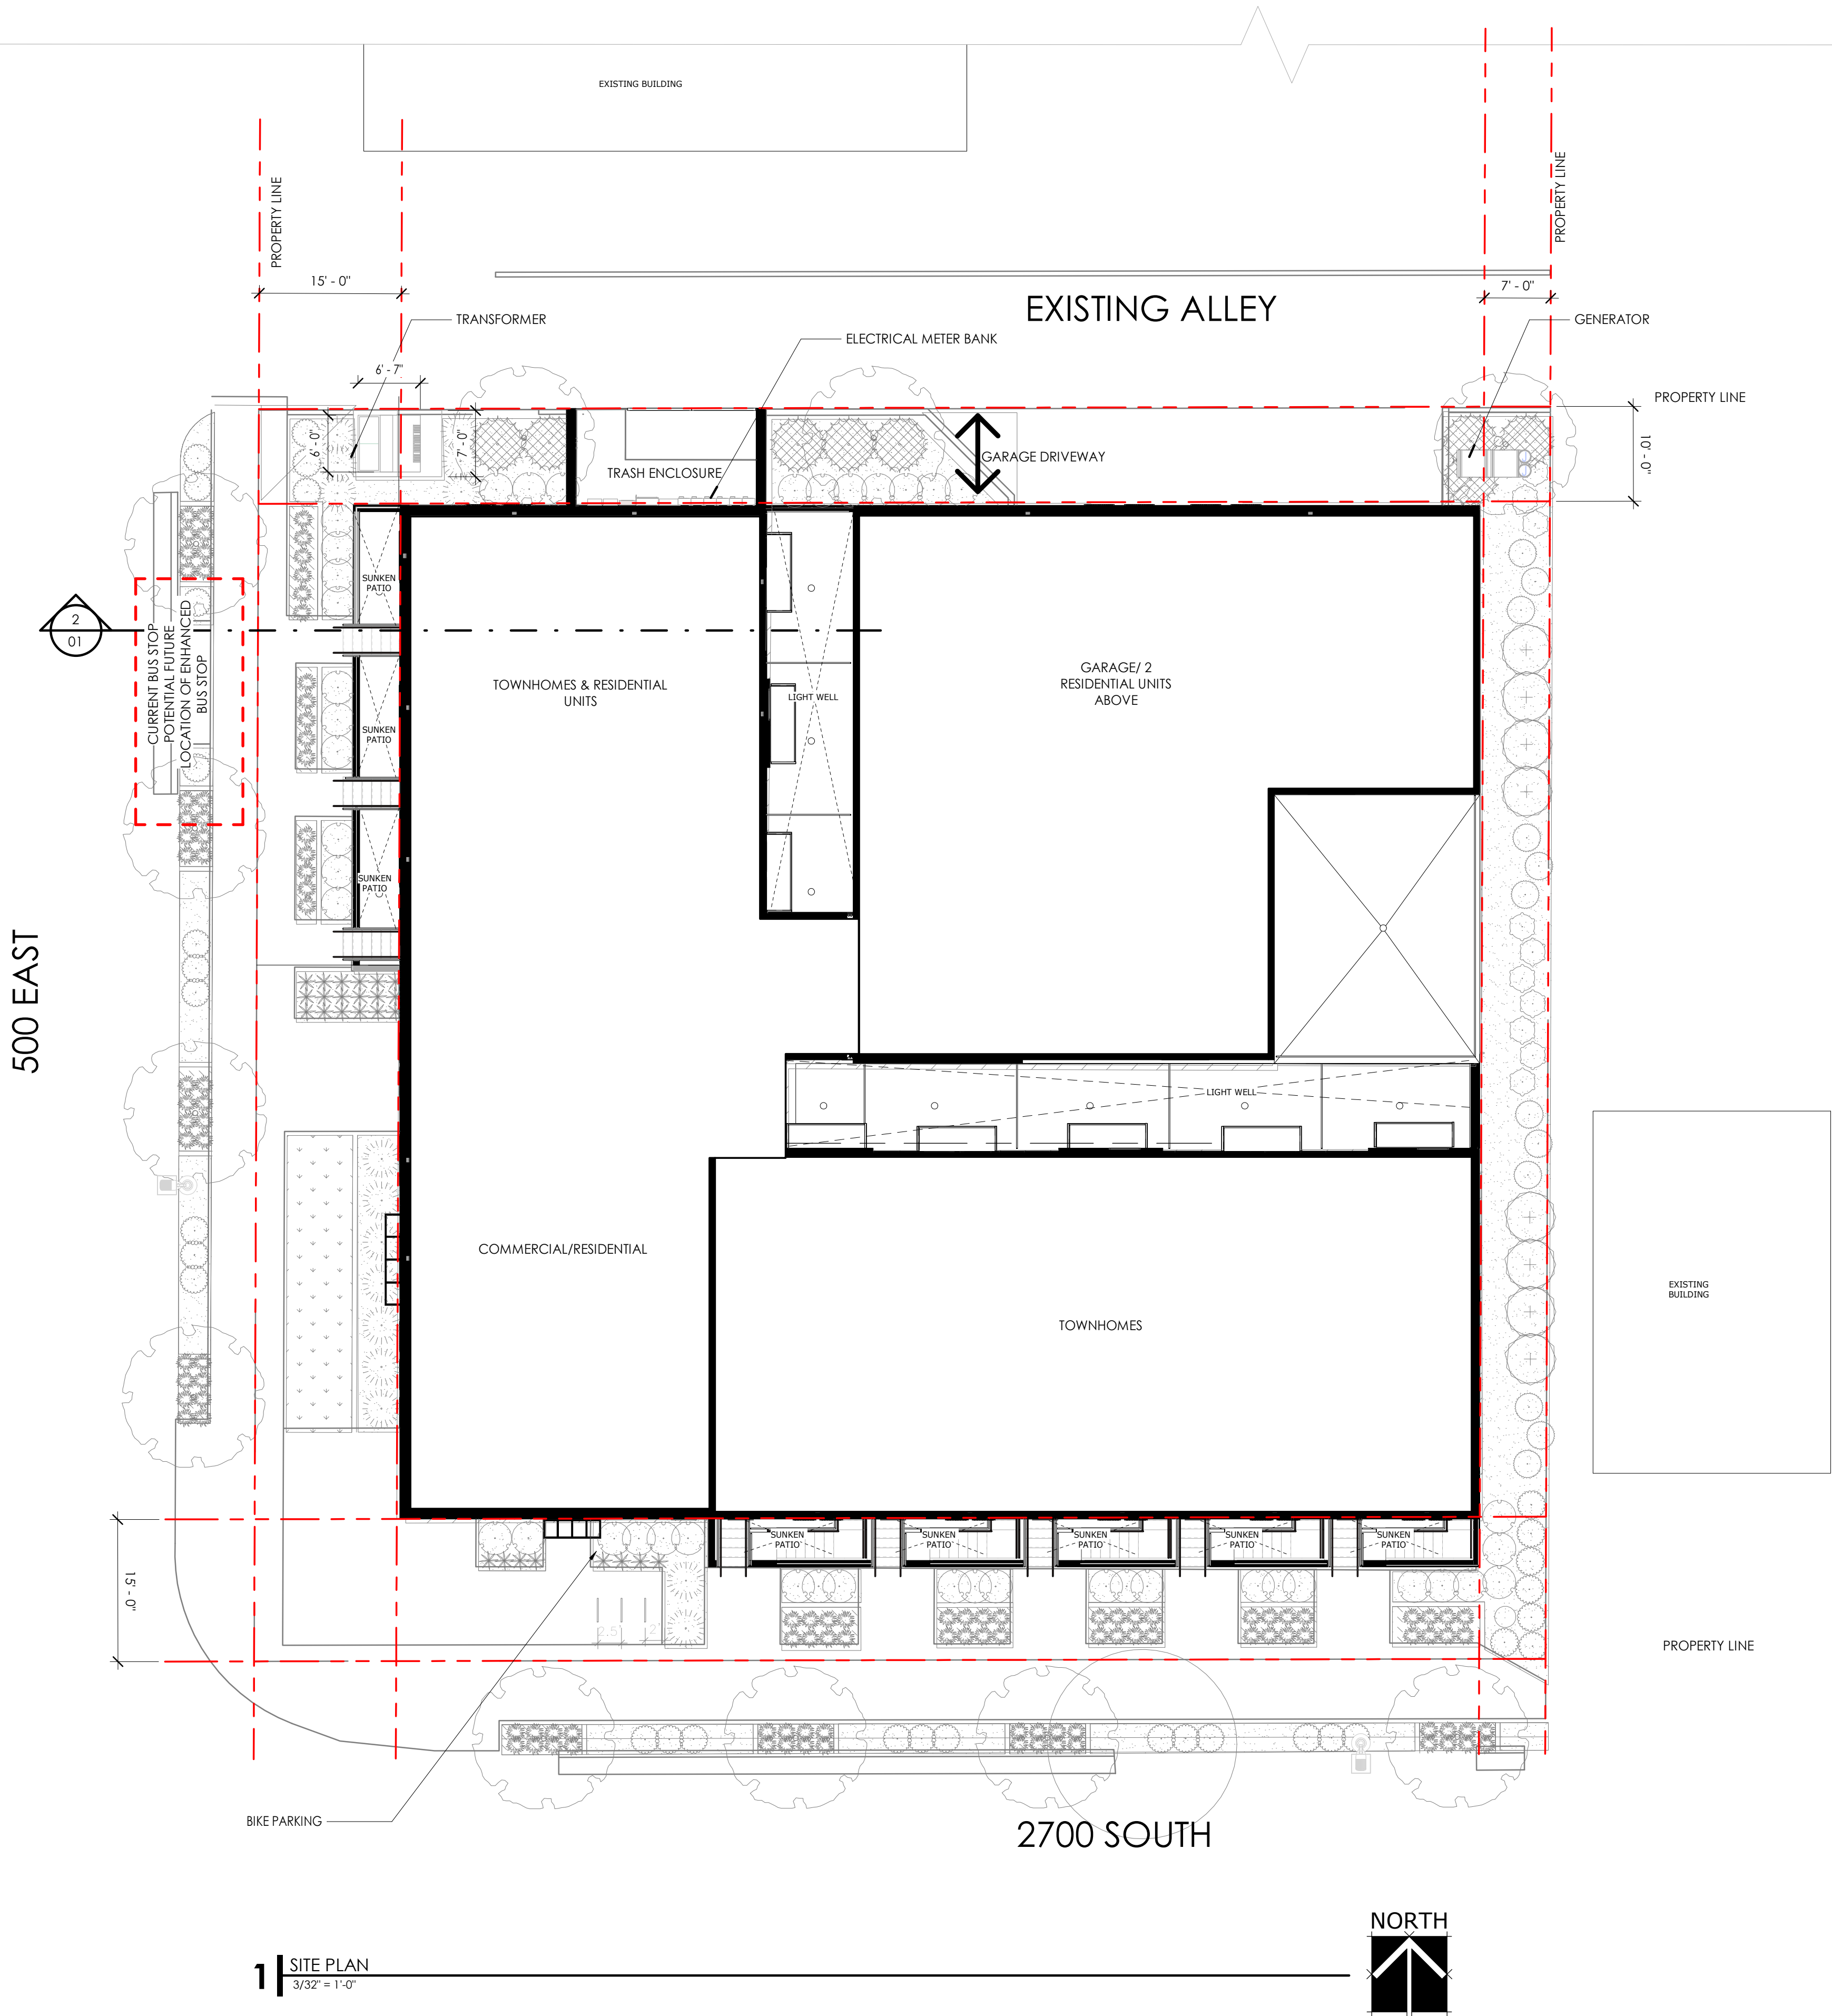 EXISTING BUILDING
PROPERTY LINE
PROPERTY LINE
15' - 0"
7' - 0"
EXISTING ALLEY
TRANSFORMER
GENERATOR
ELECTRICAL METER BANK
6' - 7"
PROPERTY LINE
6' - 0"
7' - 0"
10' - 0"
TRASH ENCLOSURE
GARAGE DRIVEWAY
SUNKEN
PATIO
2
01
CURRENT BUS STOP
POTENTIAL FUTURE
LOCATION OF ENHANCED
BUS STOP
TOWNHOMES & RESIDENTIAL
UNITS
LIGHT WELL
GARAGE/ 2
RESIDENTIAL UNITS
ABOVE
SUNKEN
PATIO
SUNKEN
PATIO
500 EAST
LIGHT WELL
COMMERCIAL/RESIDENTIAL
EXISTING
BUILDING
TOWNHOMES
SUNKEN
PATIO
SUNKEN
PATIO
SUNKEN
PATIO
SUNKEN
PATIO
SUNKEN
PATIO
15' - 0"
2.5'
2'
PROPERTY LINE
BIKE PARKING
2700 SOUTH
NORTH
1
SITE PLAN
3/32" = 1'-0"